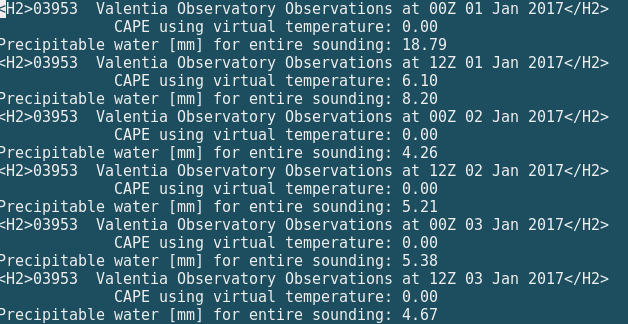 <H2>03953  Valentia Observatory Observations at 00Z 01 Jan 2017</H2>
             CAPE using virtual temperature: 0.00
Precipitable water [mm] for entire sounding: 18.79
<H2>03953  Valentia Observatory Observations at 12Z 01 Jan 2017</H2>
             CAPE using virtual temperature: 6.10
Precipitable water [mm] for entire sounding: 8.20
<H2>03953  Valentia Observatory Observations at 00Z 02 Jan 2017</H2>
             CAPE using virtual temperature: 0.00
Precipitable water [mm] for entire sounding: 4.26
<H2>03953  Valentia Observatory Observations at 12Z 02 Jan 2017</H2>
             CAPE using virtual temperature: 0.00
Precipitable water [mm] for entire sounding: 5.21
<H2>03953  Valentia Observatory Observations at 00Z 03 Jan 2017</H2>
             CAPE using virtual temperature: 0.00
Precipitable water [mm] for entire sounding: 5.38
<H2>03953  Valentia Observatory Observations at 12Z 03 Jan 2017</H2>
             CAPE using virtual temperature: 0.00
Precipitable water [mm] for entire sounding: 4.67